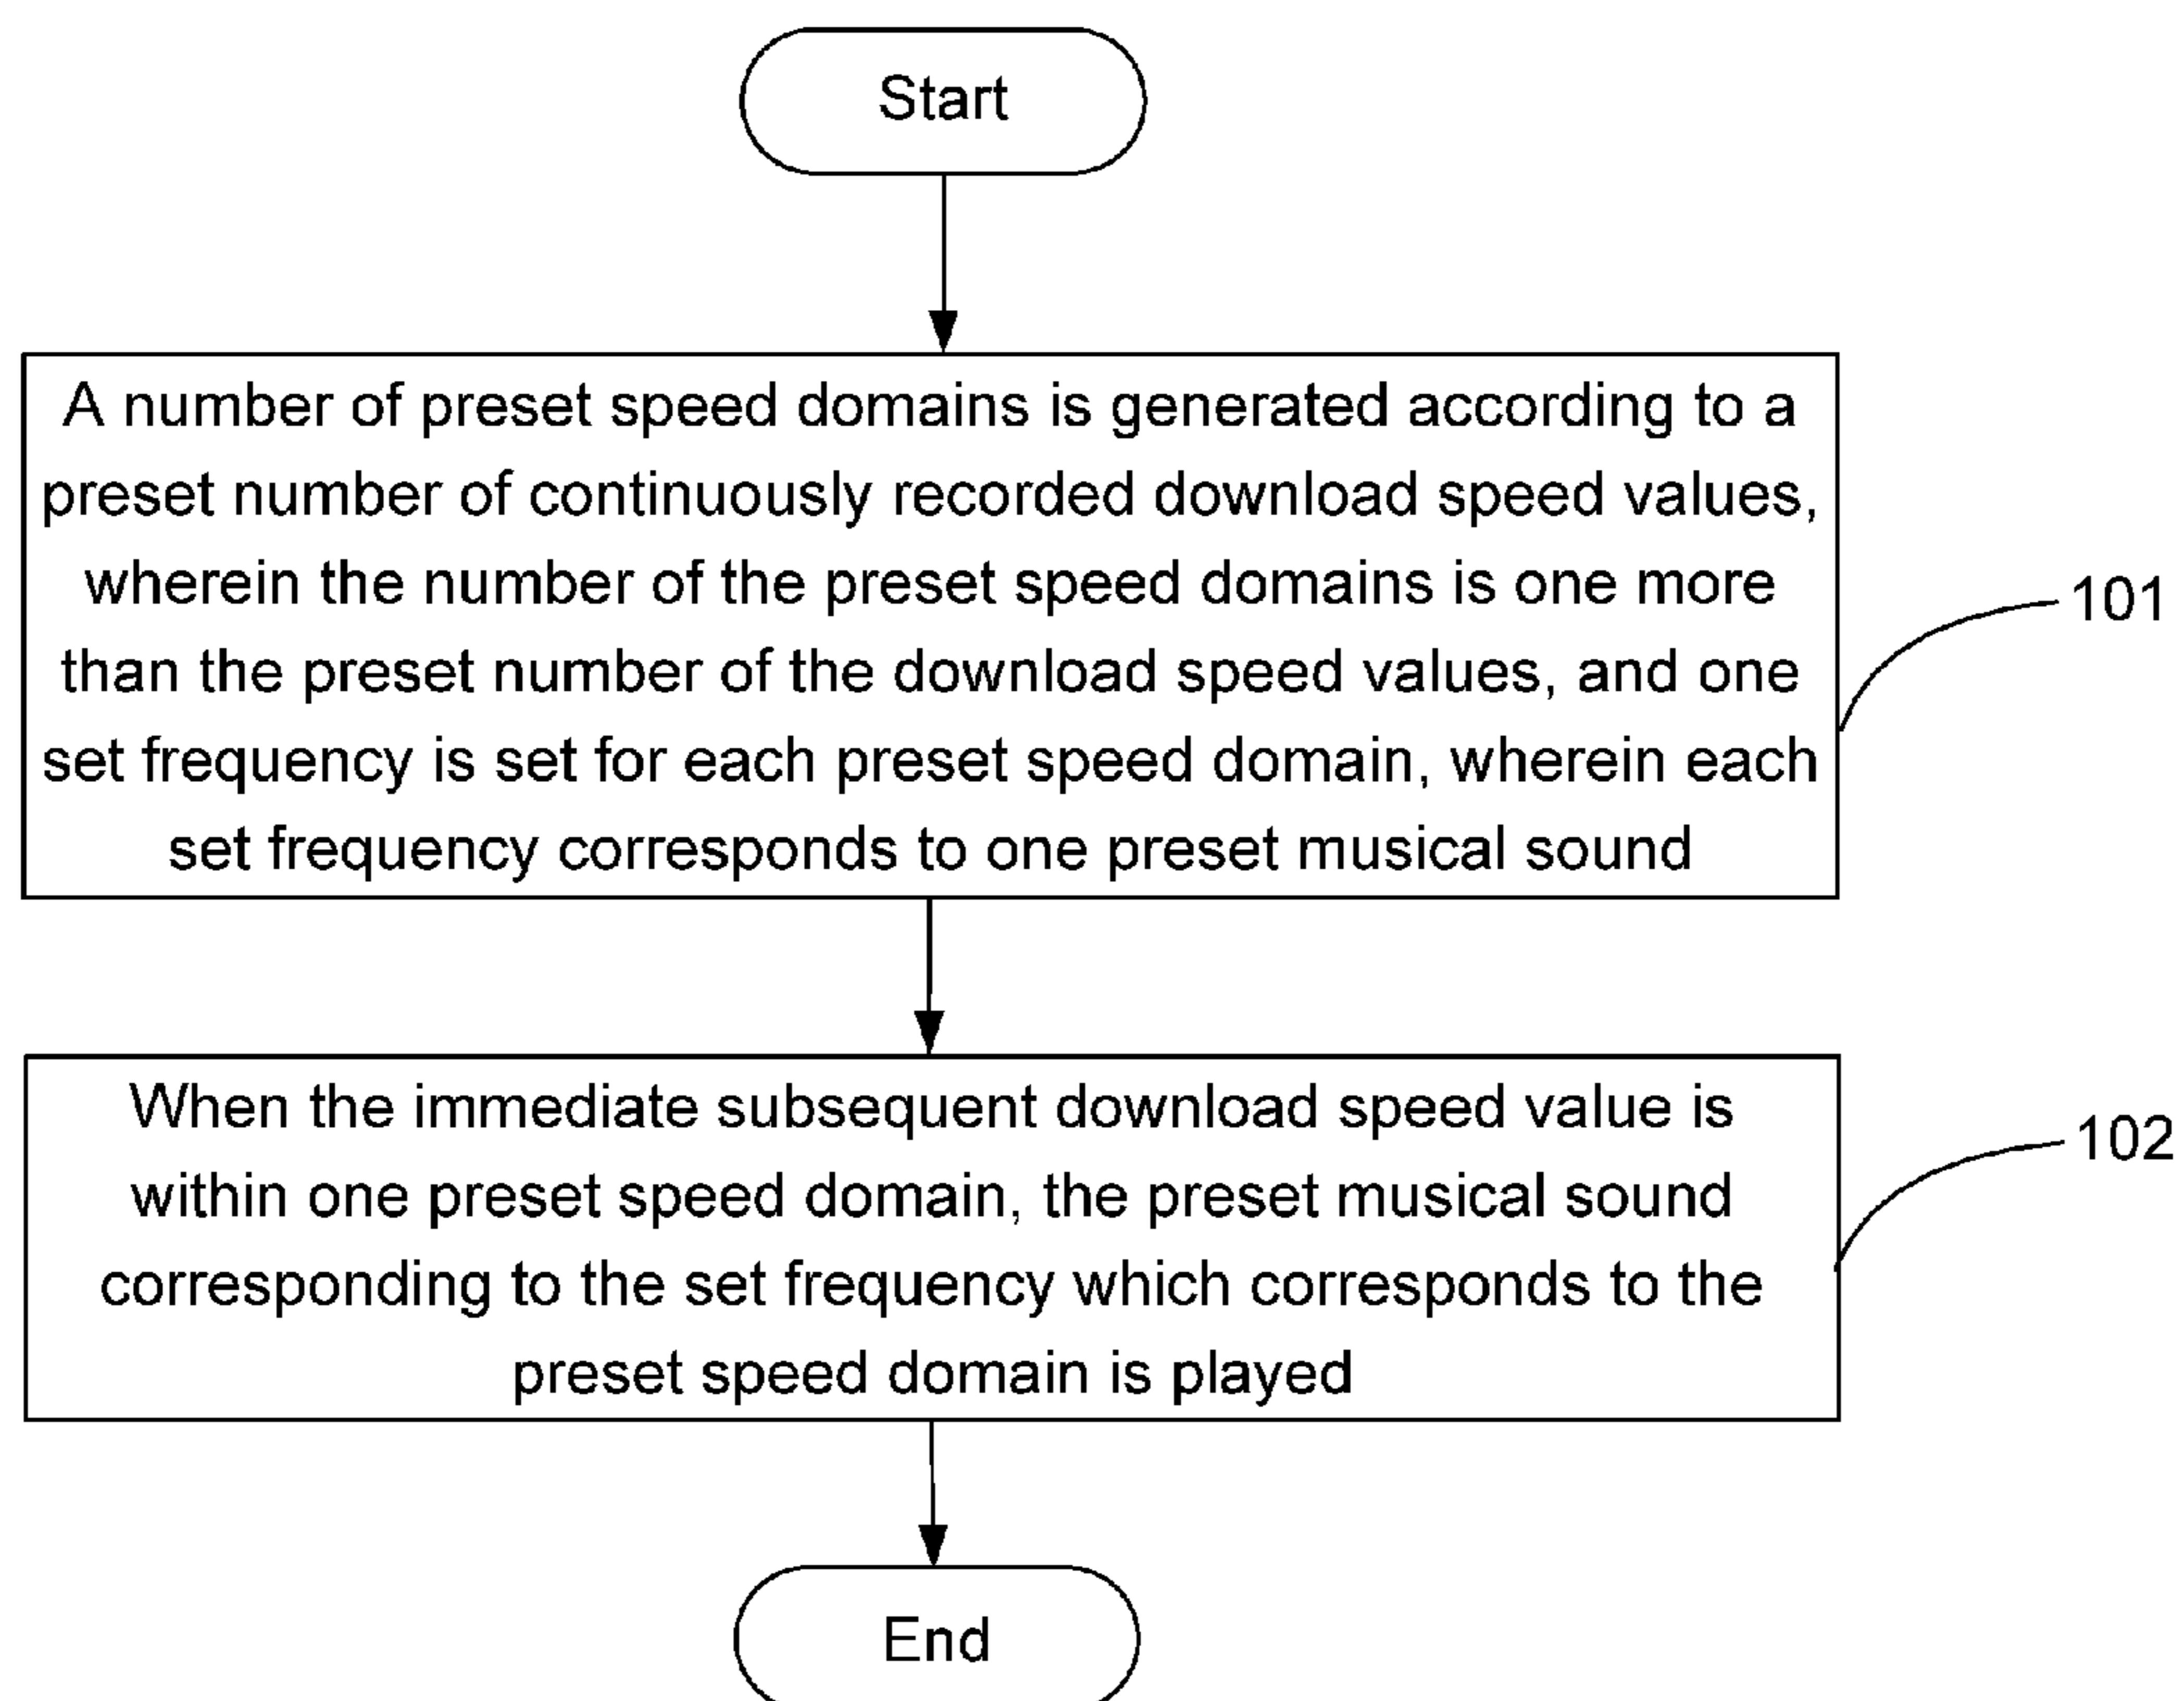 Start
A number of preset speed domains is generated according to a
preset number of continuously recorded download speed values,
wherein the number of the preset speed domains is one more
than the preset number of the download speed values, and one
set frequency is set for each preset speed domain, wherein each
set frequency corresponds to one preset musical sound
101
When the immediate subsequent download speed value is
within one preset speed domain, the preset musical sound
corresponding to the set frequency which corresponds to the
preset speed domain is played
102
End